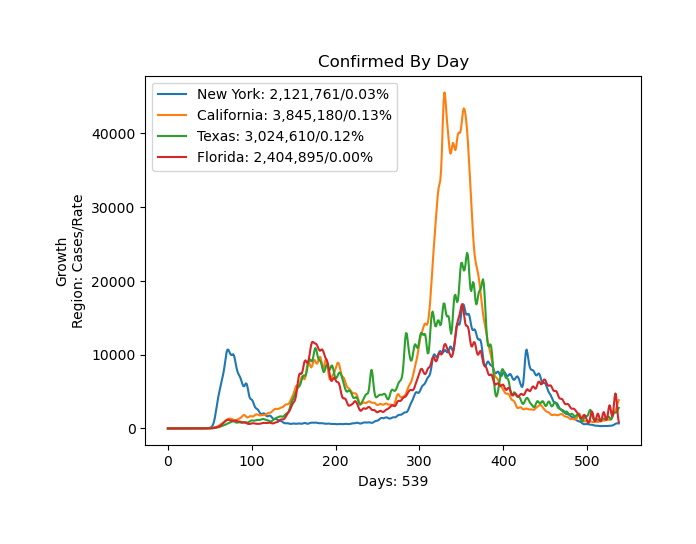 Confirmed By Day
New York: 2,121,761/0.03%
California: 3,845,180/0.13%
Texas: 3,024,610/0.12%
Florida: 2,404,895/0.00%
Growth
Region: Cases/Rate
40000
30000
20000
10000
0
0 100 200 300 400 500
Days: 539